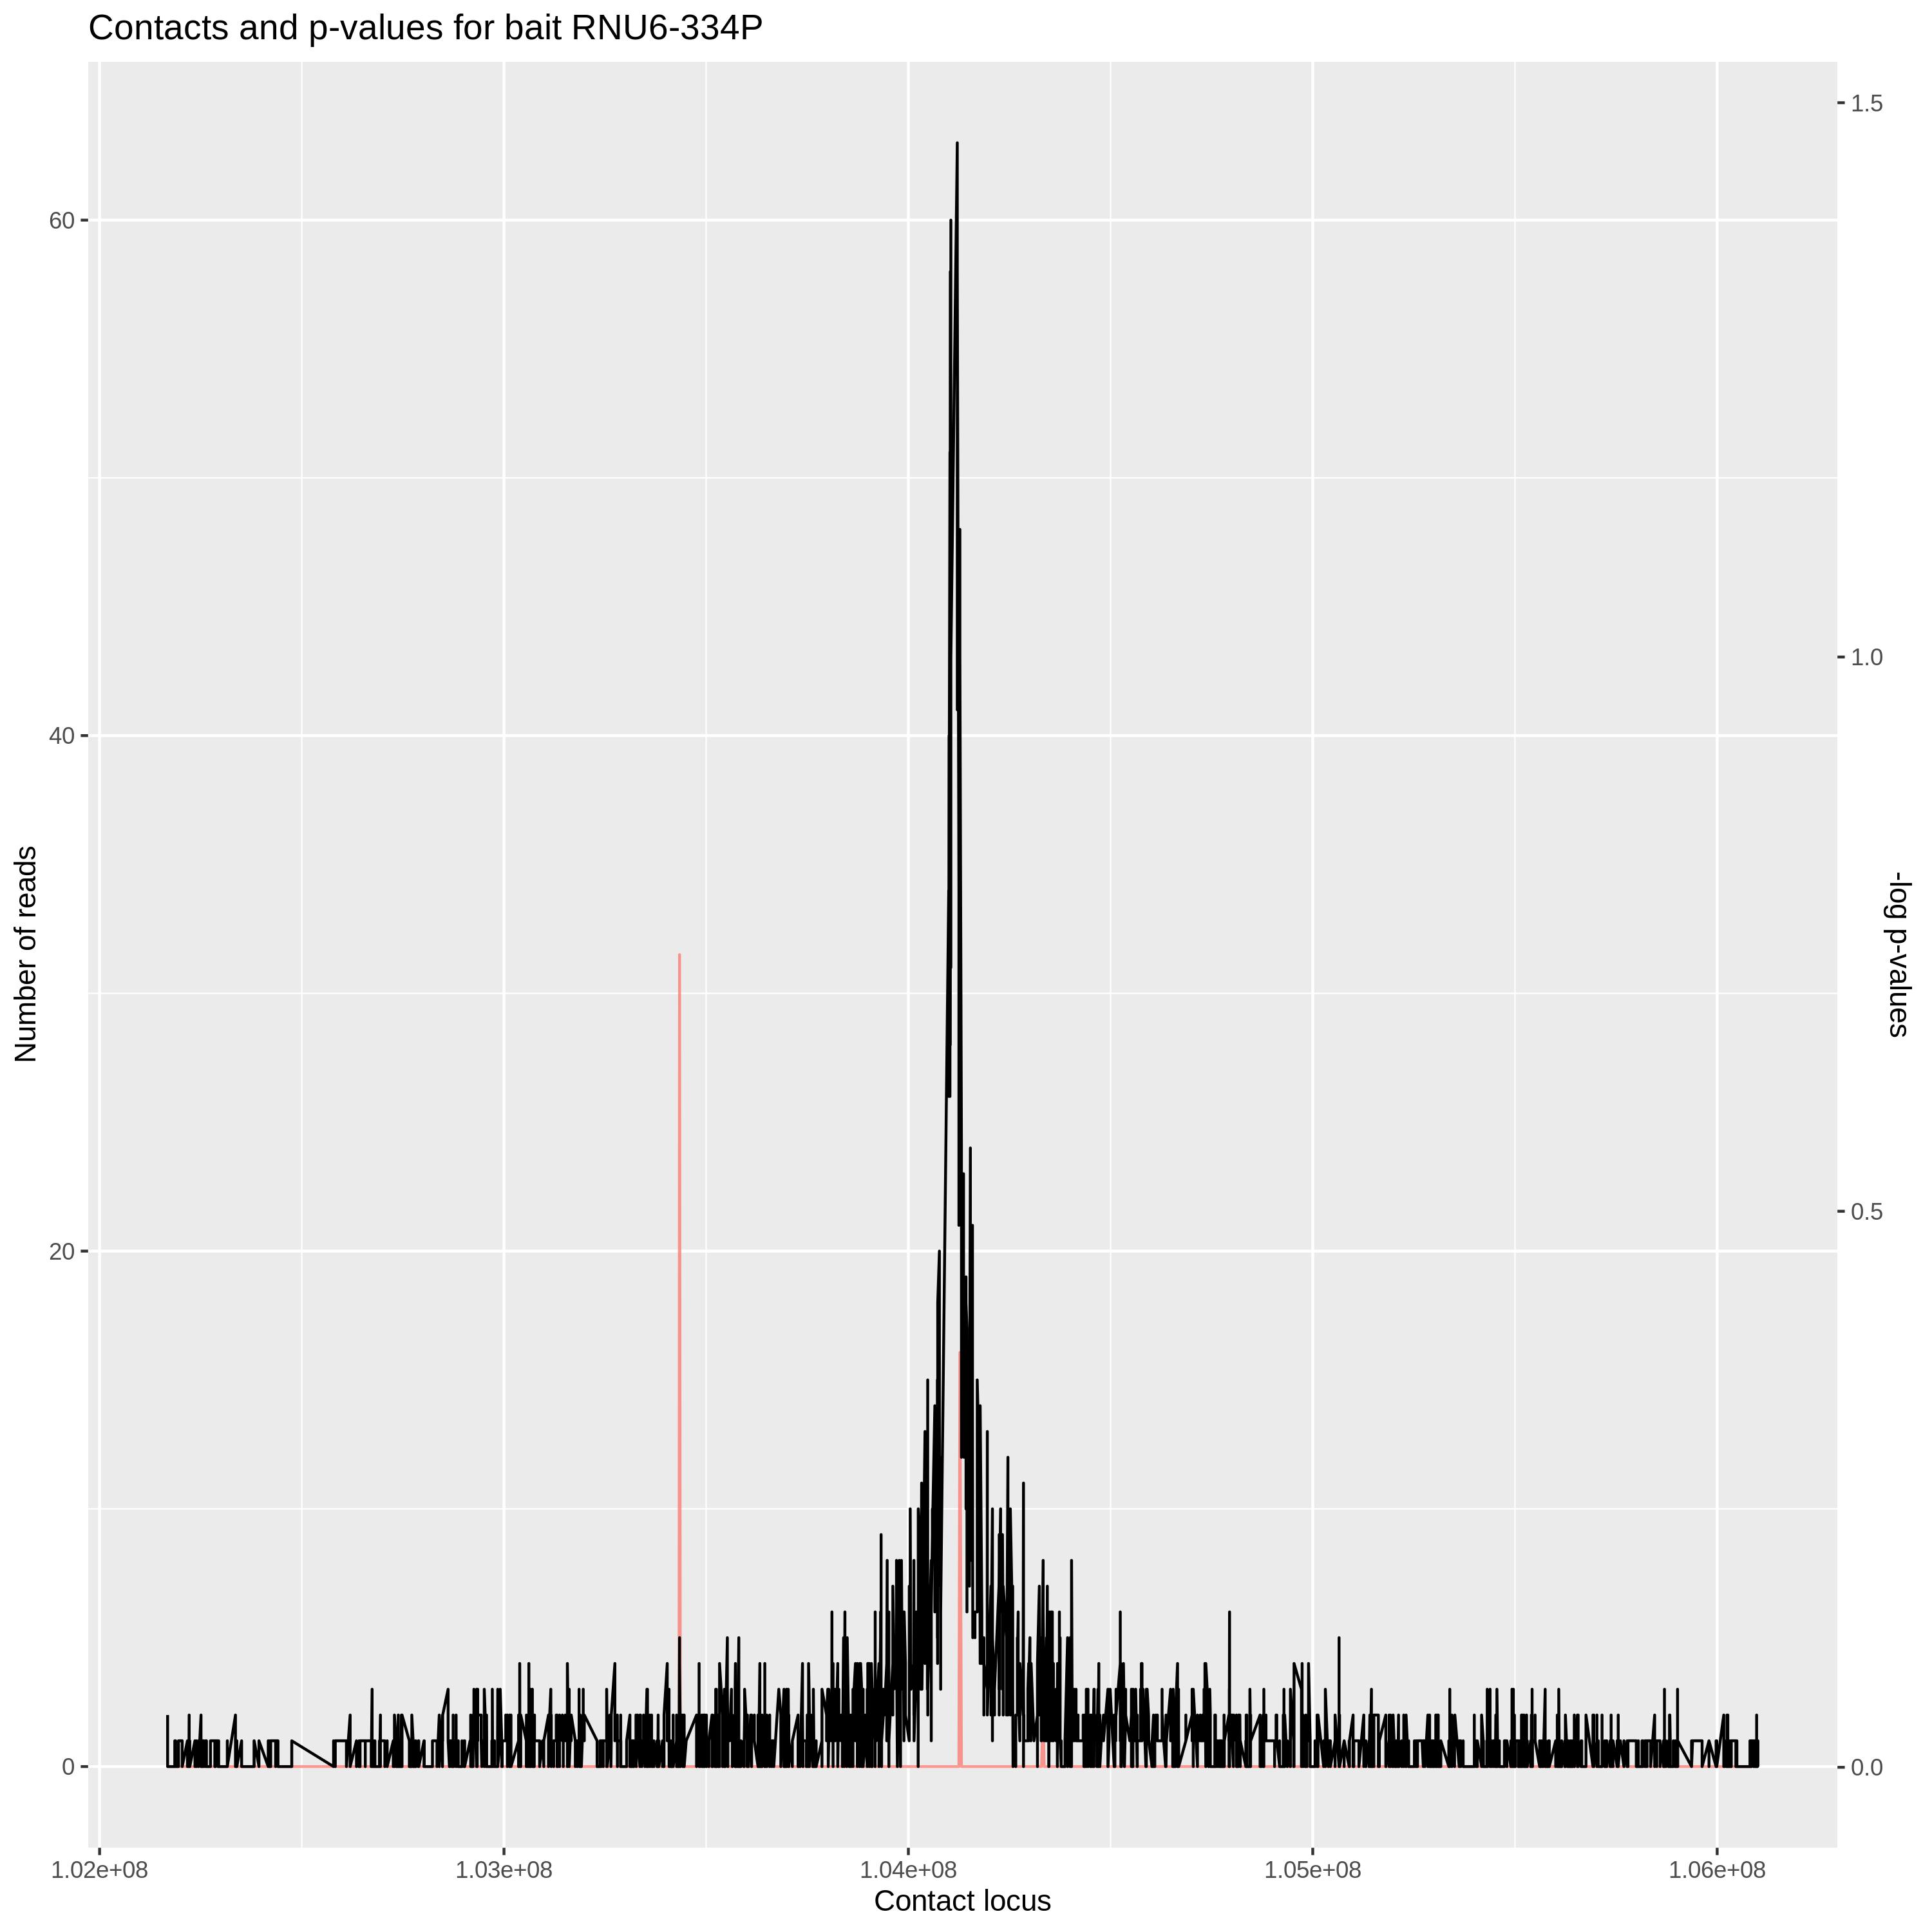 Contacts and p-values for bait RNU6-334P
Number of reads
60
40
20
0
1.5
1.0
0.5
0.0
-log p-values
1.02e+08
1.03e+08
1.04e+08
1.05e+08
1.06e+08
Contact locus